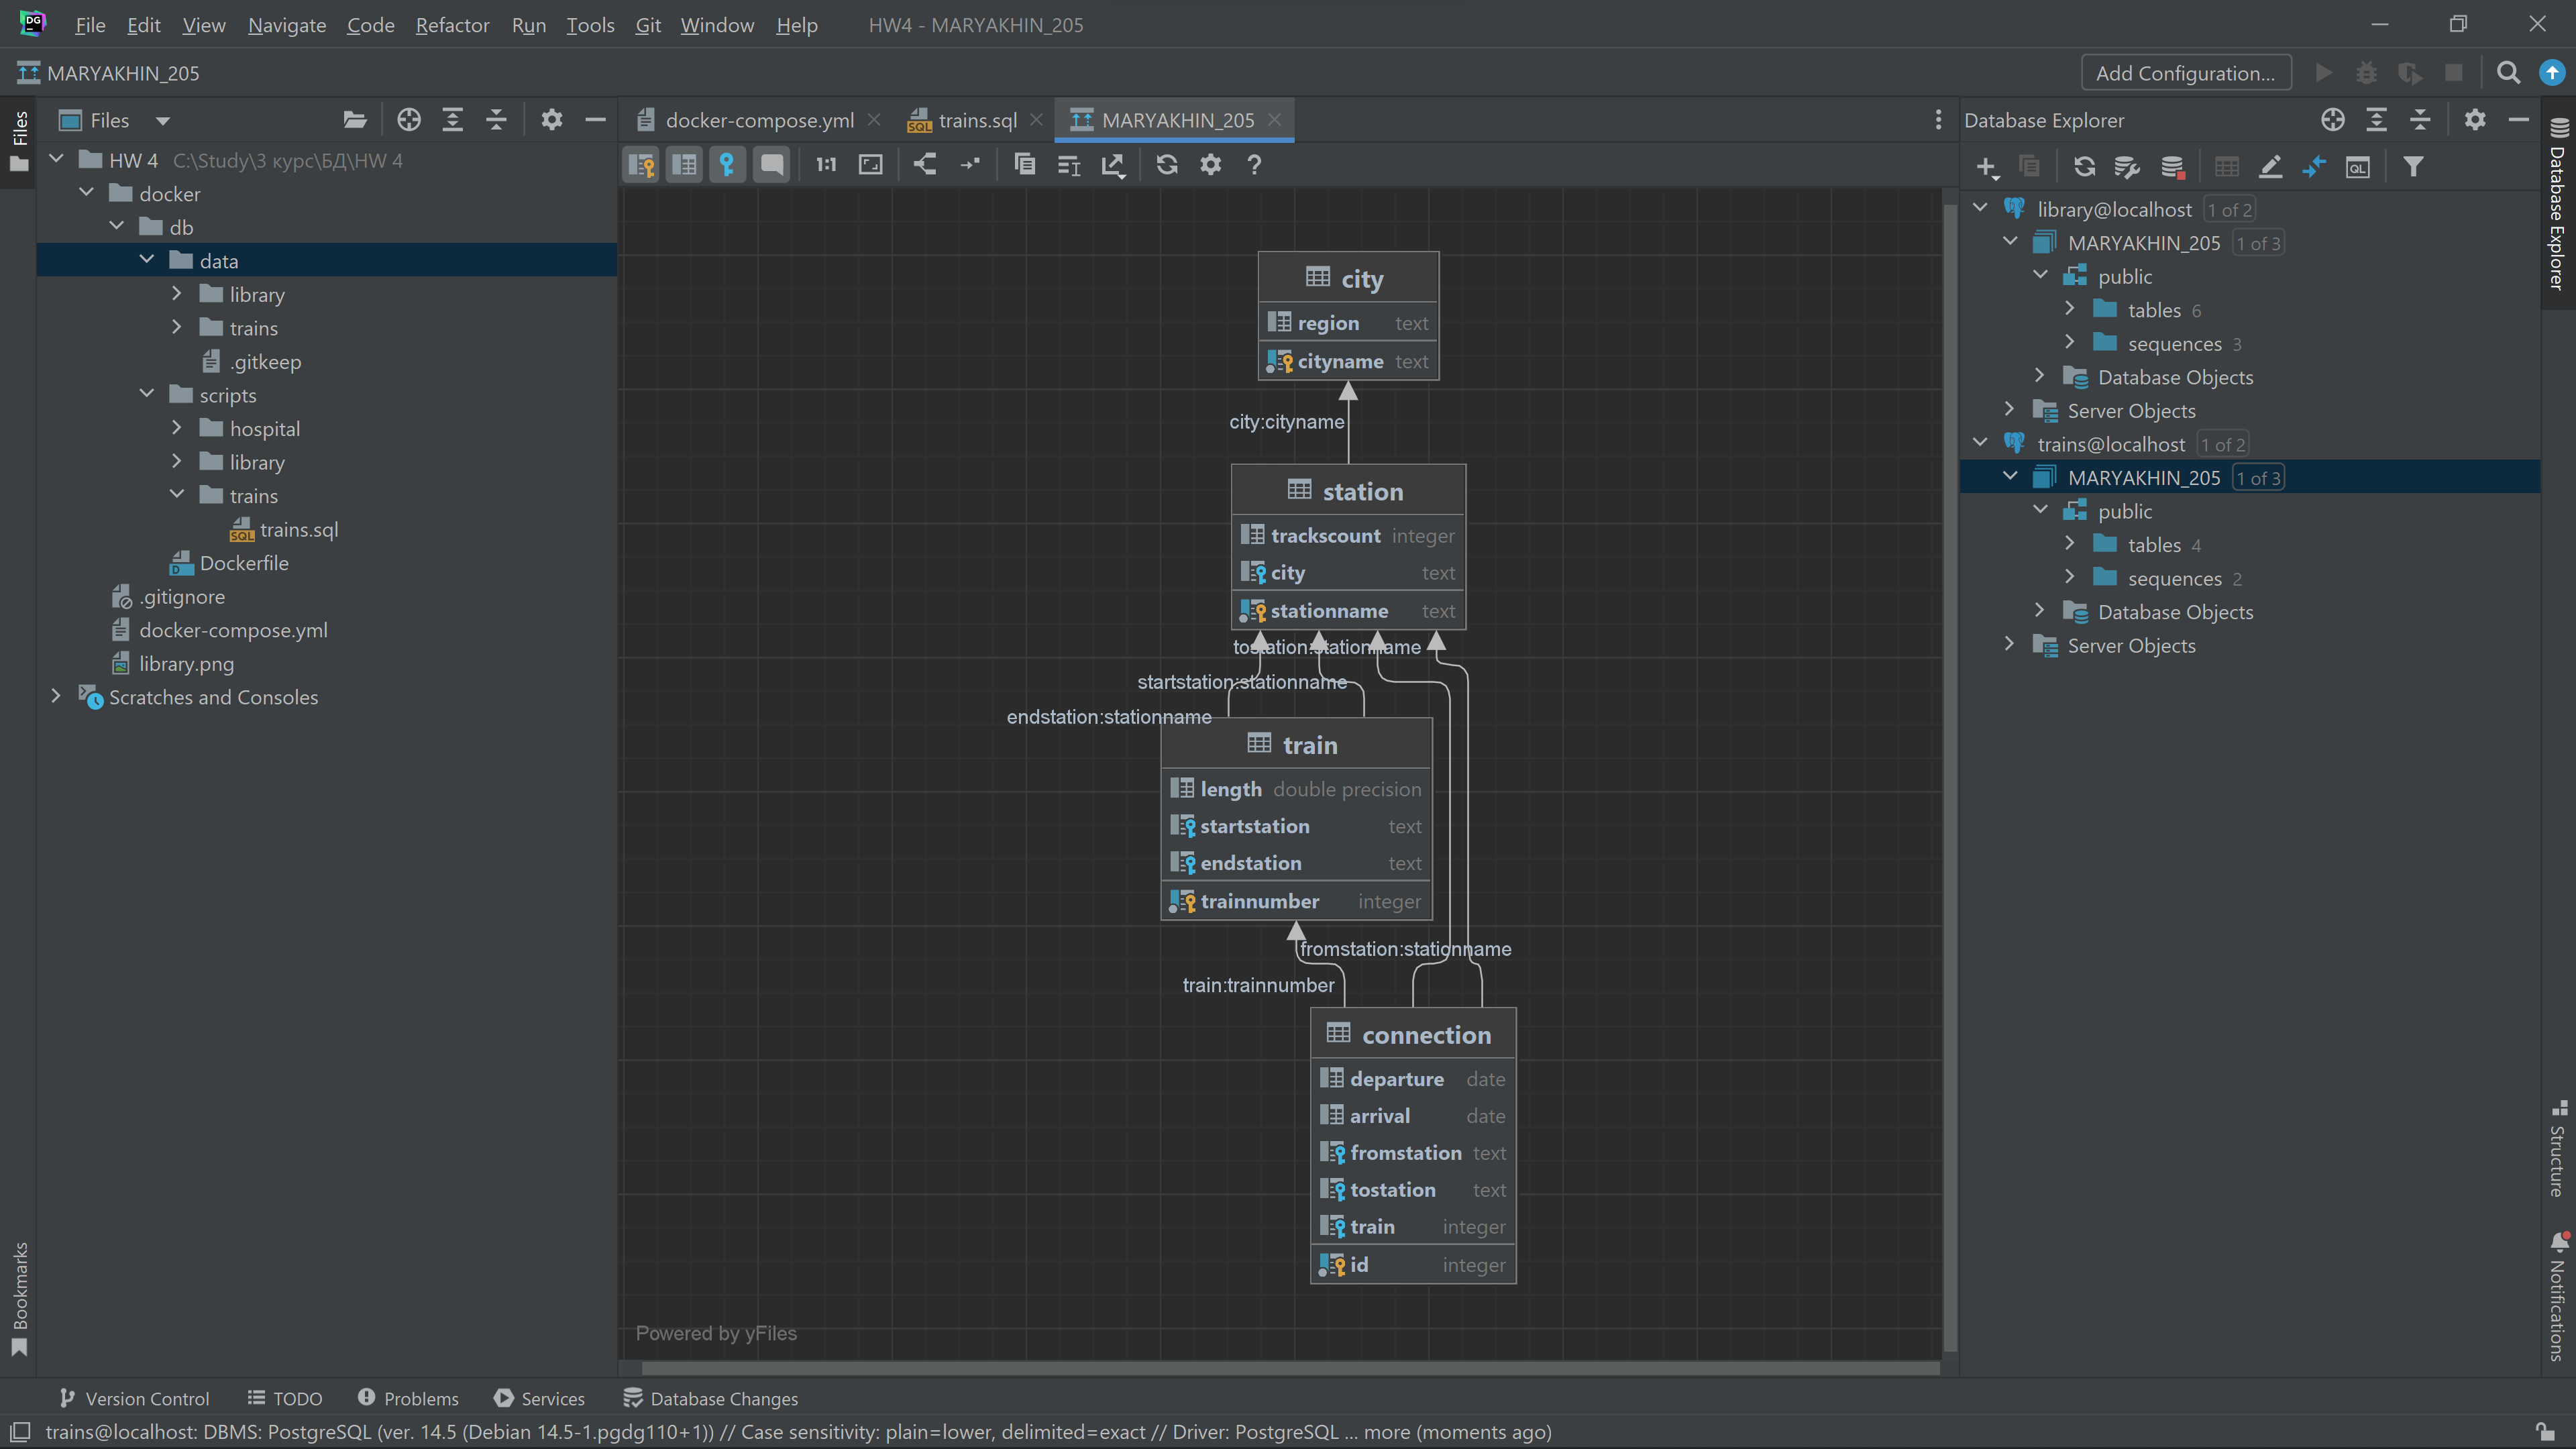 DG File Edit View Navigate Code Refactor Run Tools Git Window Help HW4 - MARYAKHIN_205
MARYAKHIN_205 Add Configuration...
Files
Files
HW 4 C:\Study\3 курс\БД\HW 4
docker
db
data
library
trains
.gitkeep
scripts
hospital
library
trains
trains.sql
Dockerfile
.gitignore
docker-compose.yml
library.png
Scratches and Consoles
Bookmarks
docker-compose.yml trains.sql MARYAKHIN_205
1:1
city
region text
cityname text
city:cityname
station
trackscount integer
city text
stationname text
tostation:stationname
startstation:stationname
endstation:stationname
train
length double precision
startstation text
endstation text
trainnumber integer
fromstation:stationname
train:trainnumber
connection
departure date
arrival date
fromstation text
tostation text
train integer
id integer
Powered by yFiles
Database Explorer
QL
library@localhost 1 of 2
MARYAKHIN_205 1 of 3
public
tables 6
sequences 3
Database Objects
Server Objects
trains@localhost 1 of 2
MARYAKHIN_205 1 of 3
public
tables 4
sequences 2
Database Objects
Server Objects
Database Explorer
Structure
Notifications
Version Control TODO Problems Services Database Changes
trains@localhost: DBMS: PostgreSQL (ver. 14.5 (Debian 14.5-1.pgdg110+1)) // Case sensitivity: plain=lower, delimited=exact // Driver: PostgreSQL ... more (moments ago)